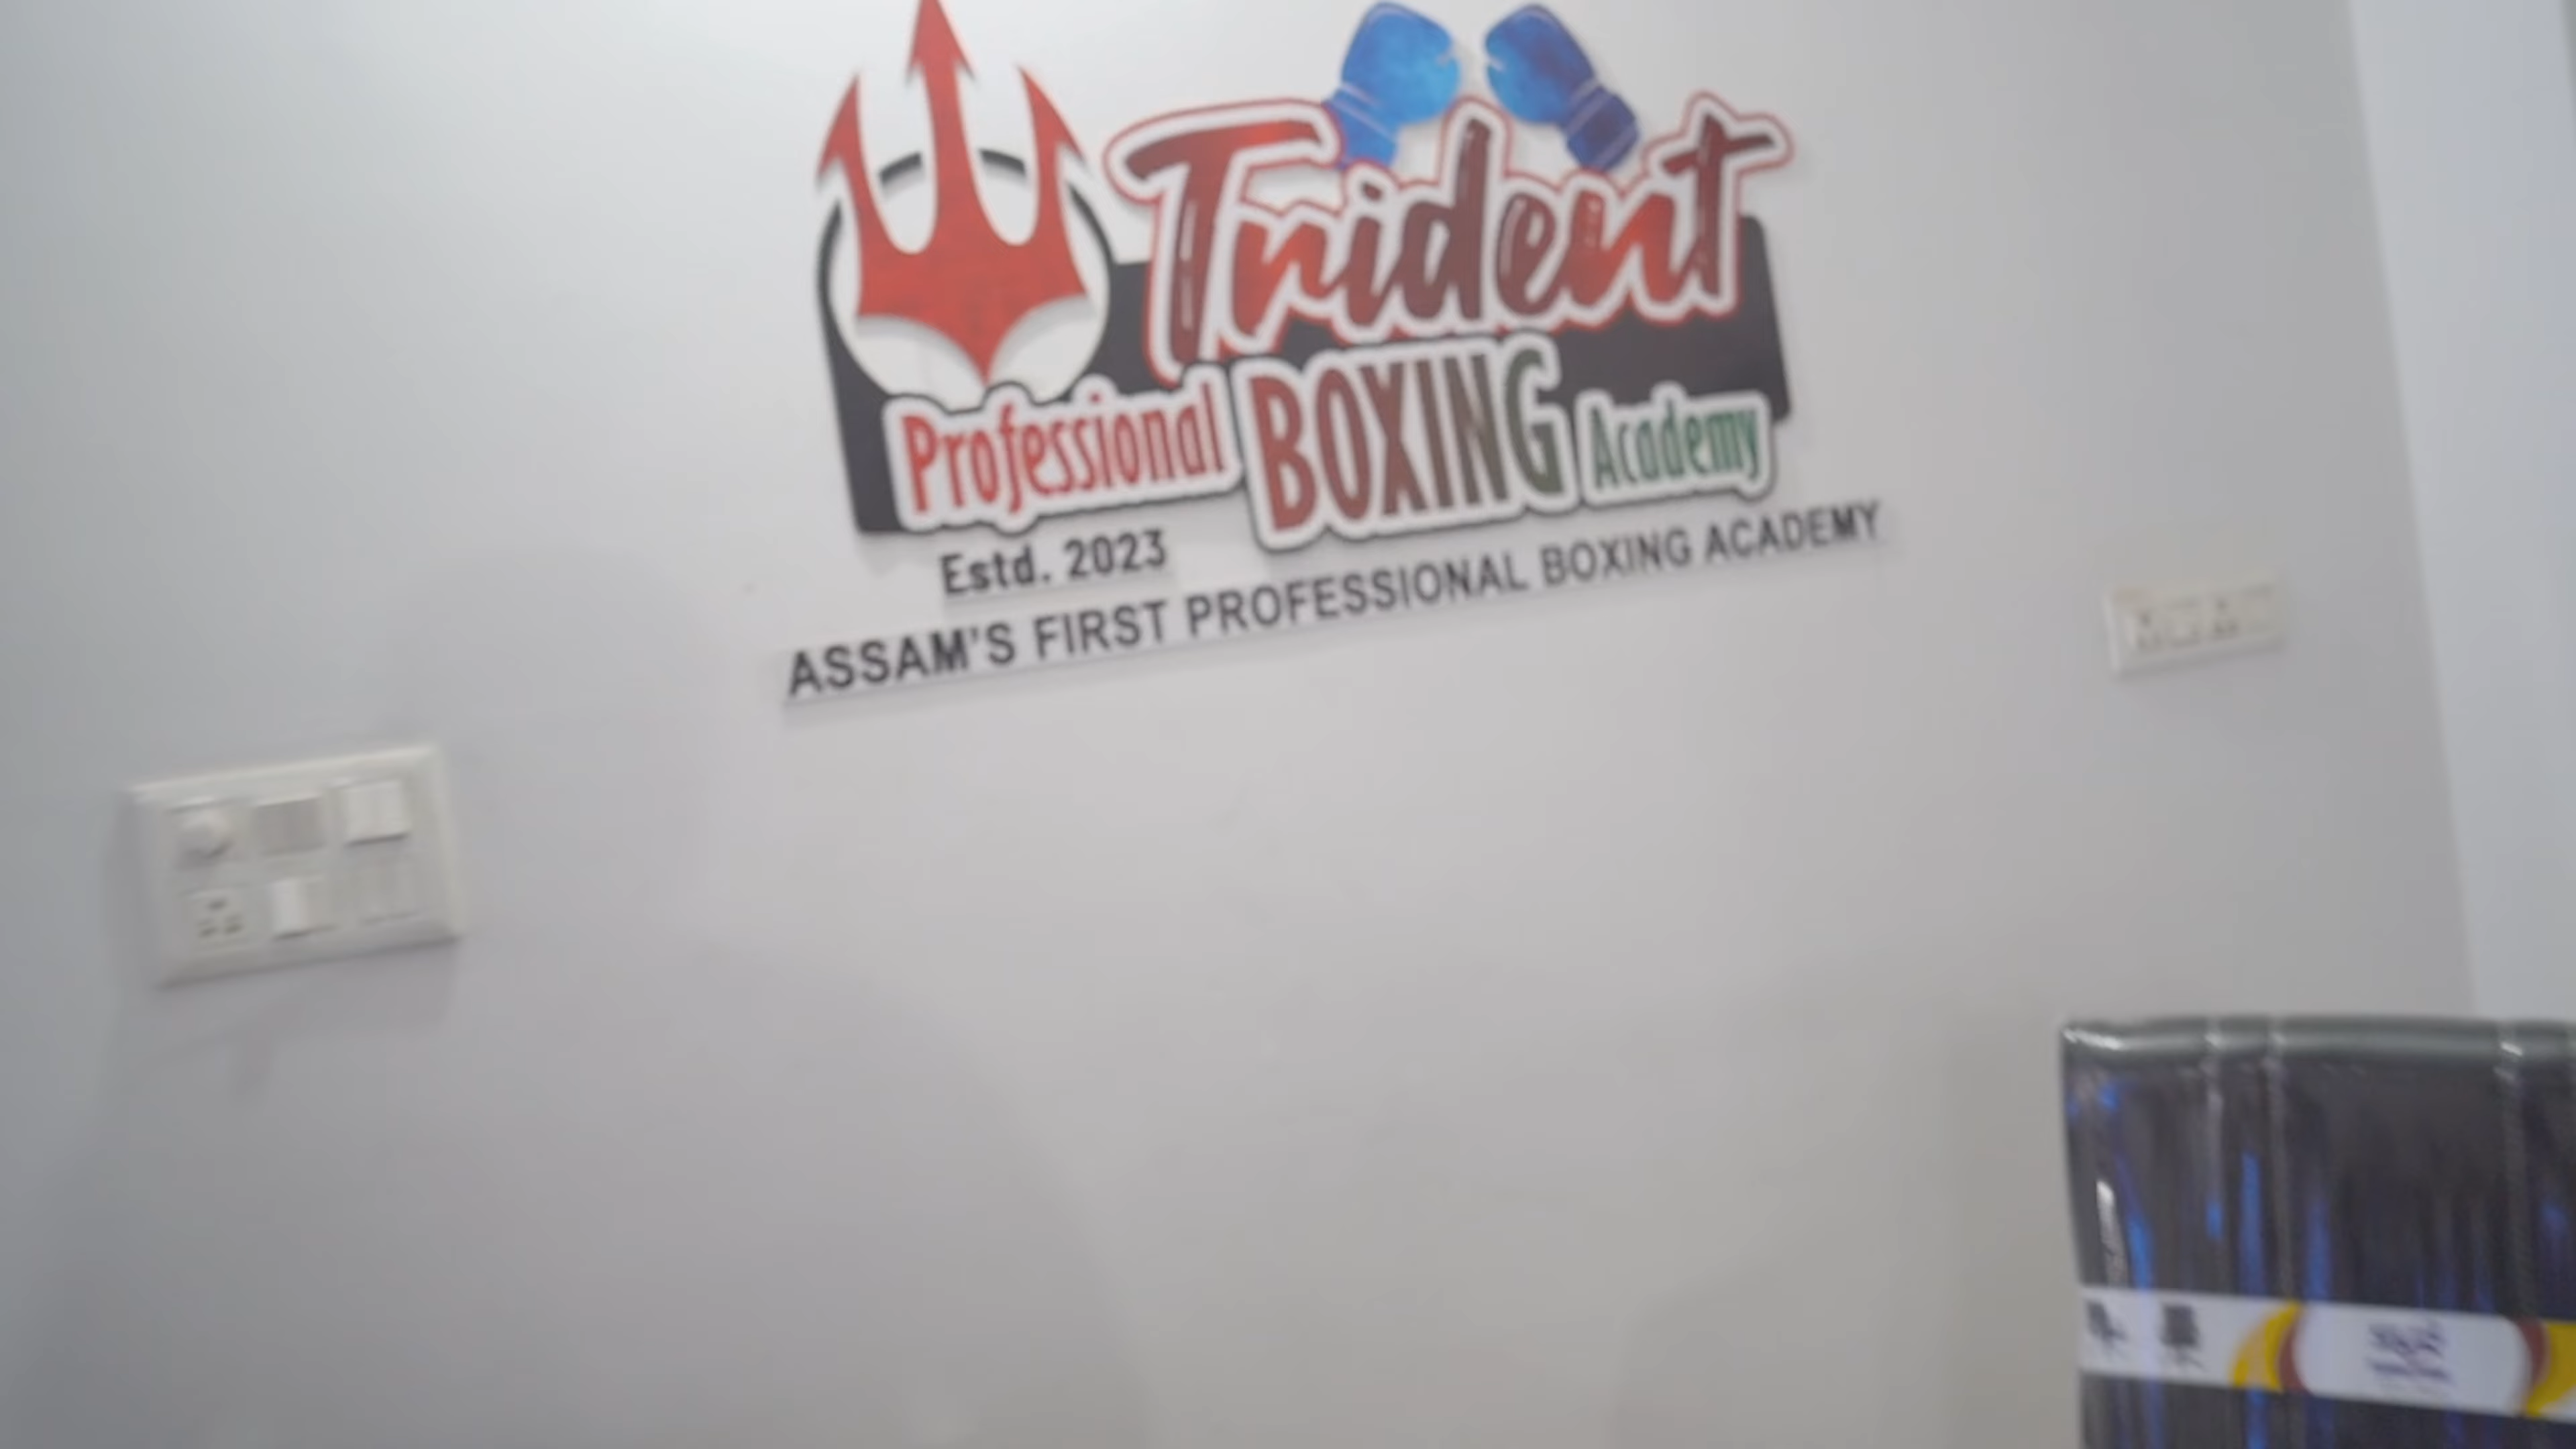 Trident
Professional BOXING Academy
Estd. 2023
ASSAM'S FIRST PROFESSIONAL BOXING ACADEMY